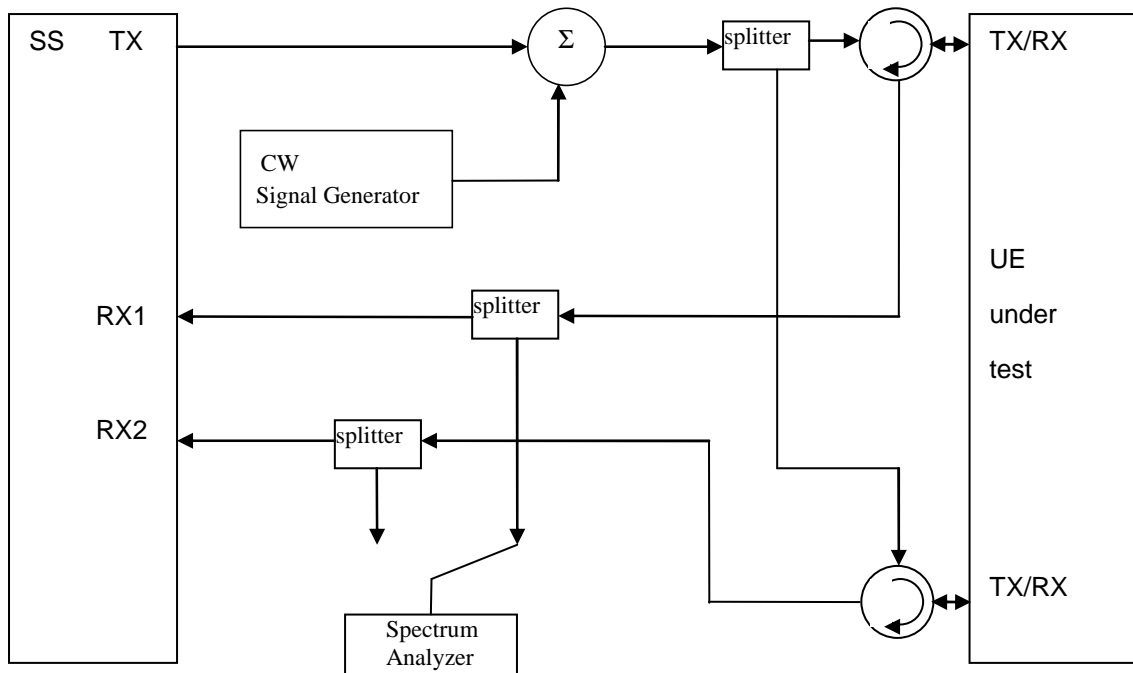 SS TX
Σ
splitter
TX/RX
CW
Signal Generator
UE
under
test
RX1
splitter
RX2
splitter
TX/RX
Spectrum
Analyzer